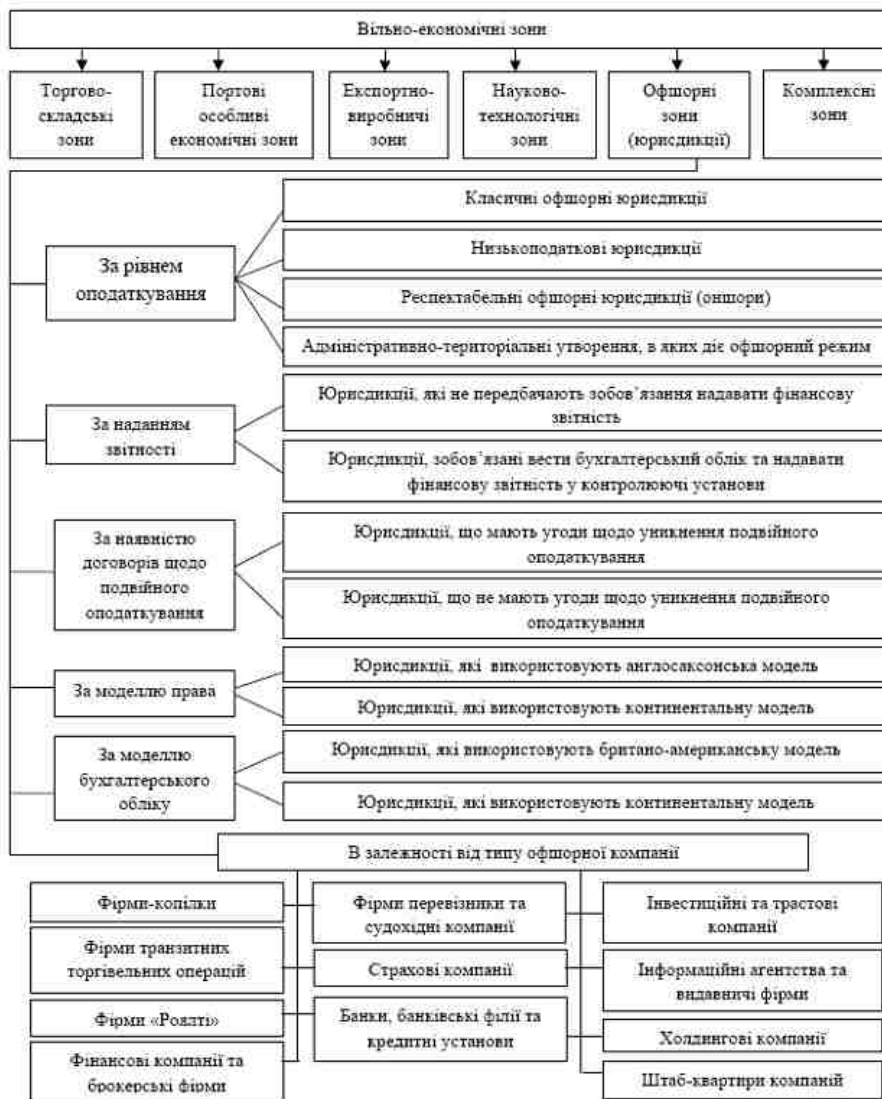 Вільно-економічні зони
Торгово-
складські
зони
Портові
особливі
економічні зони
Експортно-
виробничі
зони
Науково-
технологічні
зони
Офшорні
зони
(юрисдикції)
Комплексні
зони
За рівнем
оподаткування
Класичні офшорні юрисдикції
Низькоподаткові юрисдикції
Респектабельні офшорні юрисдикції (оншори)
Адміністративно-територіальні утворення, в яких діє офшорний режим
За наданням
звітності
Юрисдикції, які не передбачають зобов’язання надавати фінансову
звітність
Юрисдикції, зобов’язані вести бухгалтерський облік та надавати
фінансову звітність у контролюючі установи
За наявністю
договорів щодо
подвійного
оподаткування
Юрисдикції, що мають угоди щодо уникнення подвійного
оподаткування
Юрисдикції, що не мають угоди щодо уникнення подвійного
оподаткування
За моделлю права
Юрисдикції, які використовують англосаксонська модель
Юрисдикції, які використовують континентальну модель
За моделлю
бухгалтерського
обліку
Юрисдикції, які використовують британо-американську модель
Юрисдикції, які використовують континентальну модель
В залежності від типу офшорної компанії
Фірми-копілки
Фірми транзитних
торгівельних операцій
Фірми «Роялті»
Фінансові компанії та
брокерські фірми
Фірми перевізники та
судохідні компанії
Страхові компанії
Банки, банківські філії та
кредитні установи
Інвестиційні та трастові
компанії
Інформаційні агентства та
видавничі фірми
Холдингові компанії
Штаб-квартири компаній